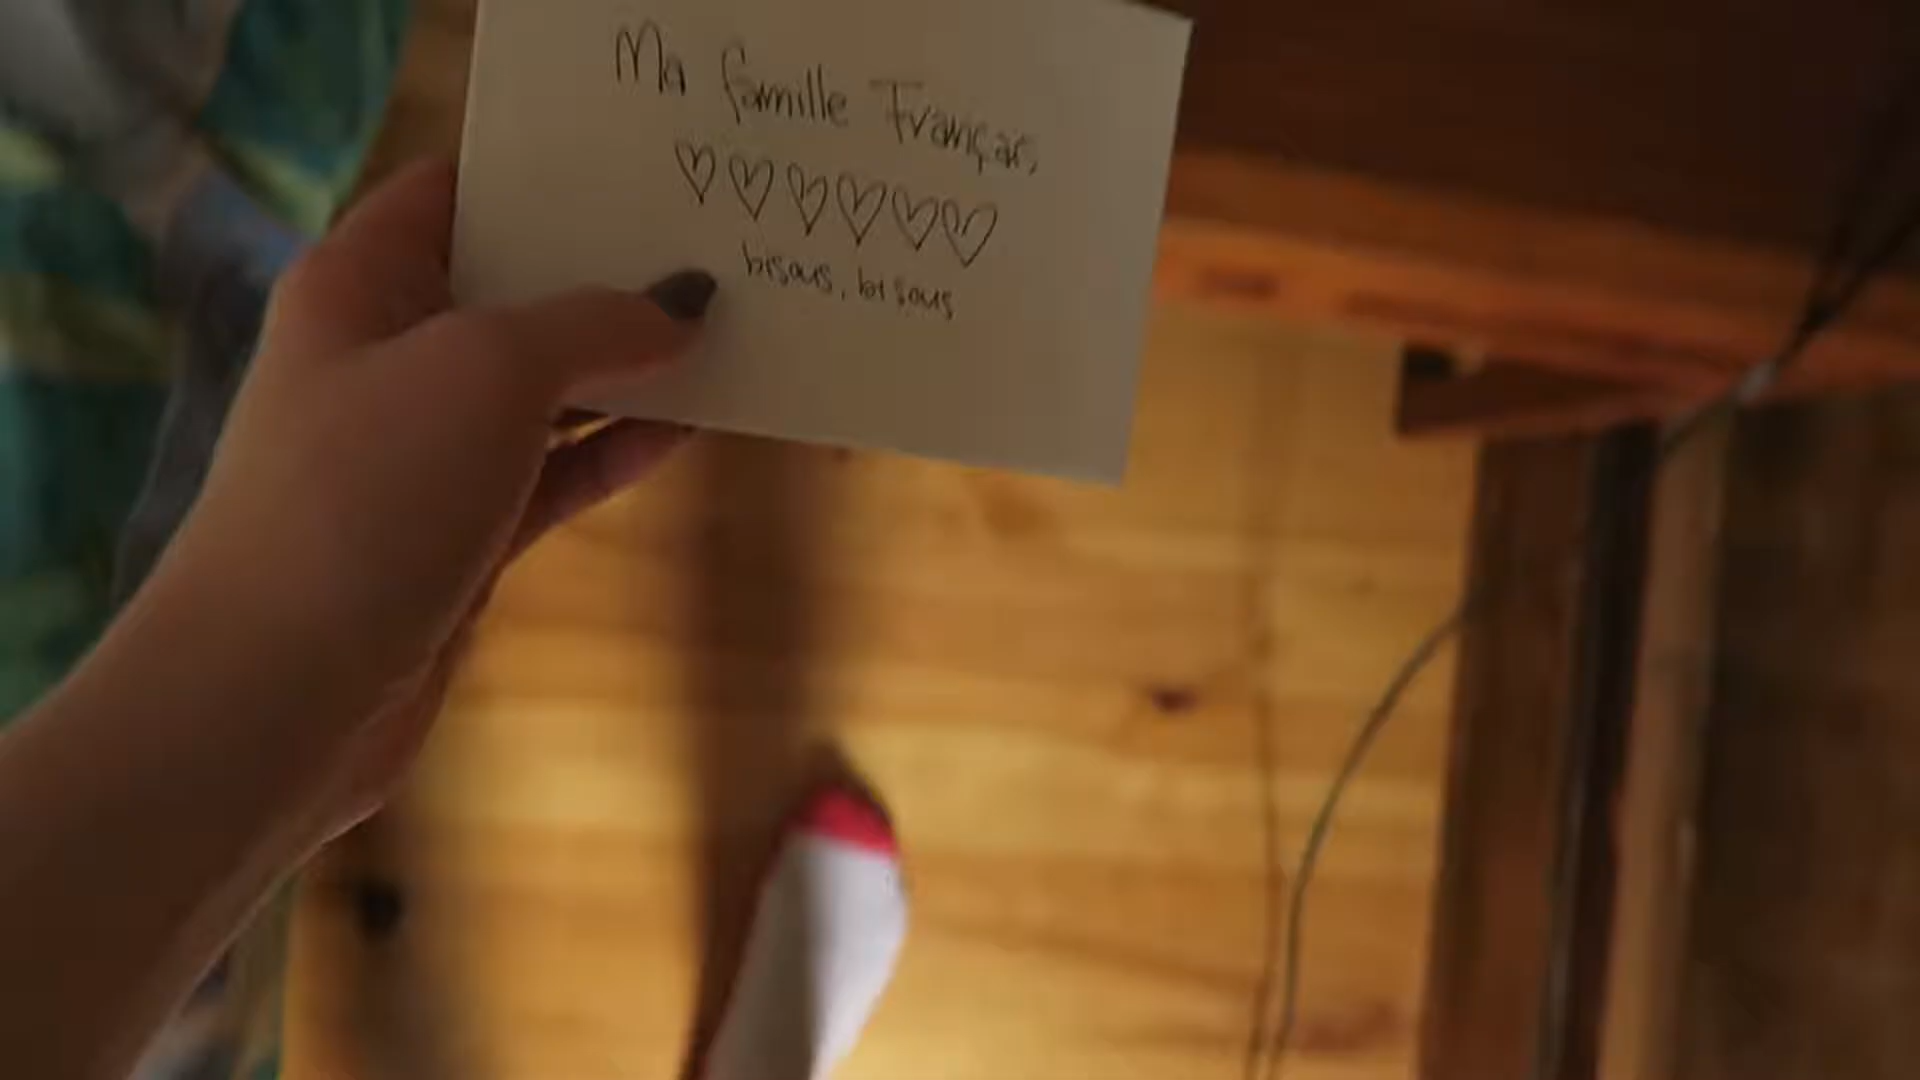 Ma famille Français,
♡♡♡♡♡♡
bisous, bisous